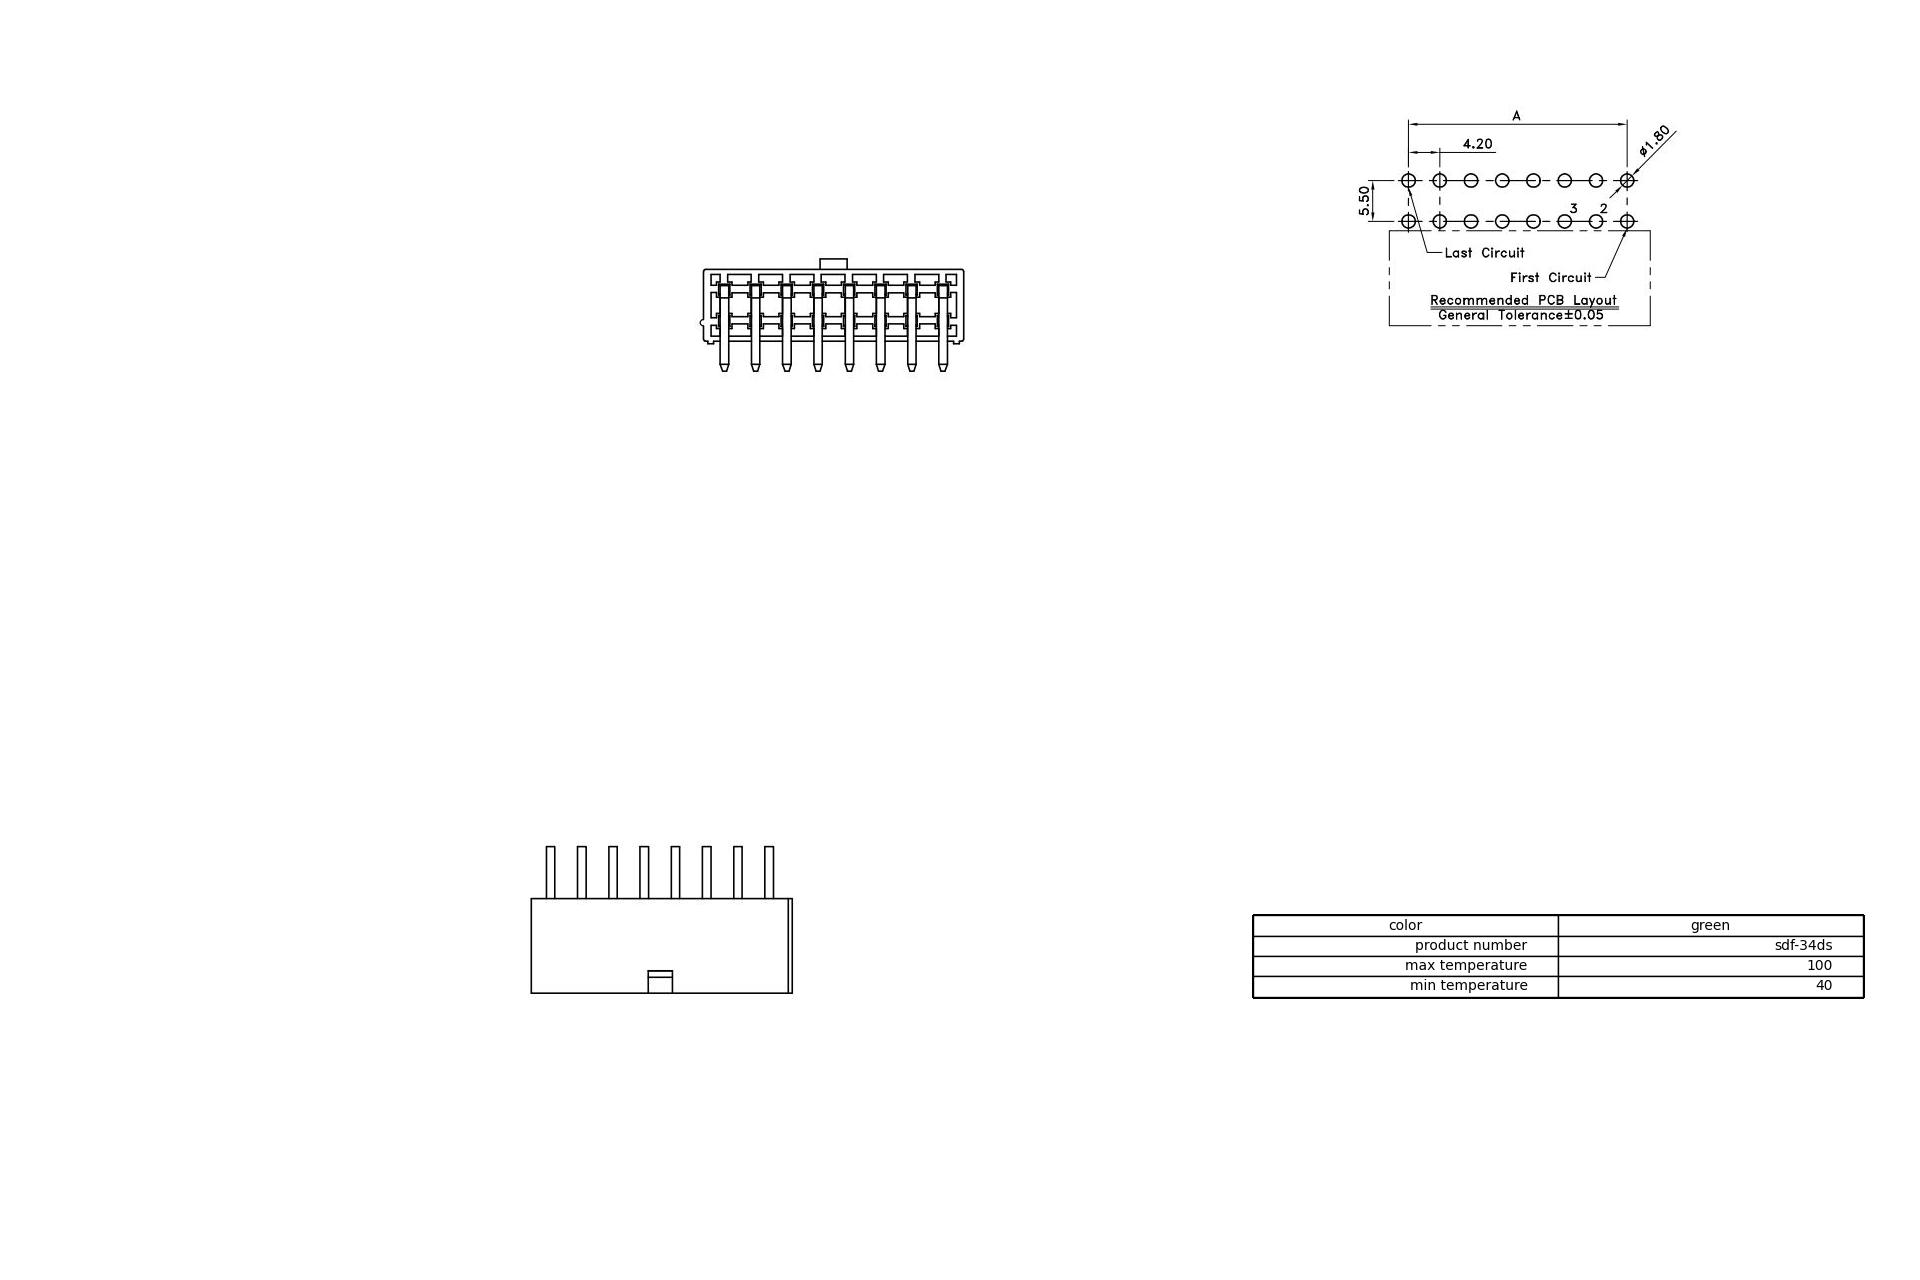 A
4.20
ø1.80
5.50
3 2
Last Circuit
First Circuit
Recommended PCB Layout
General Tolerance±0.05
color green
product number sdf-34ds
max temperature 100
min temperature 40